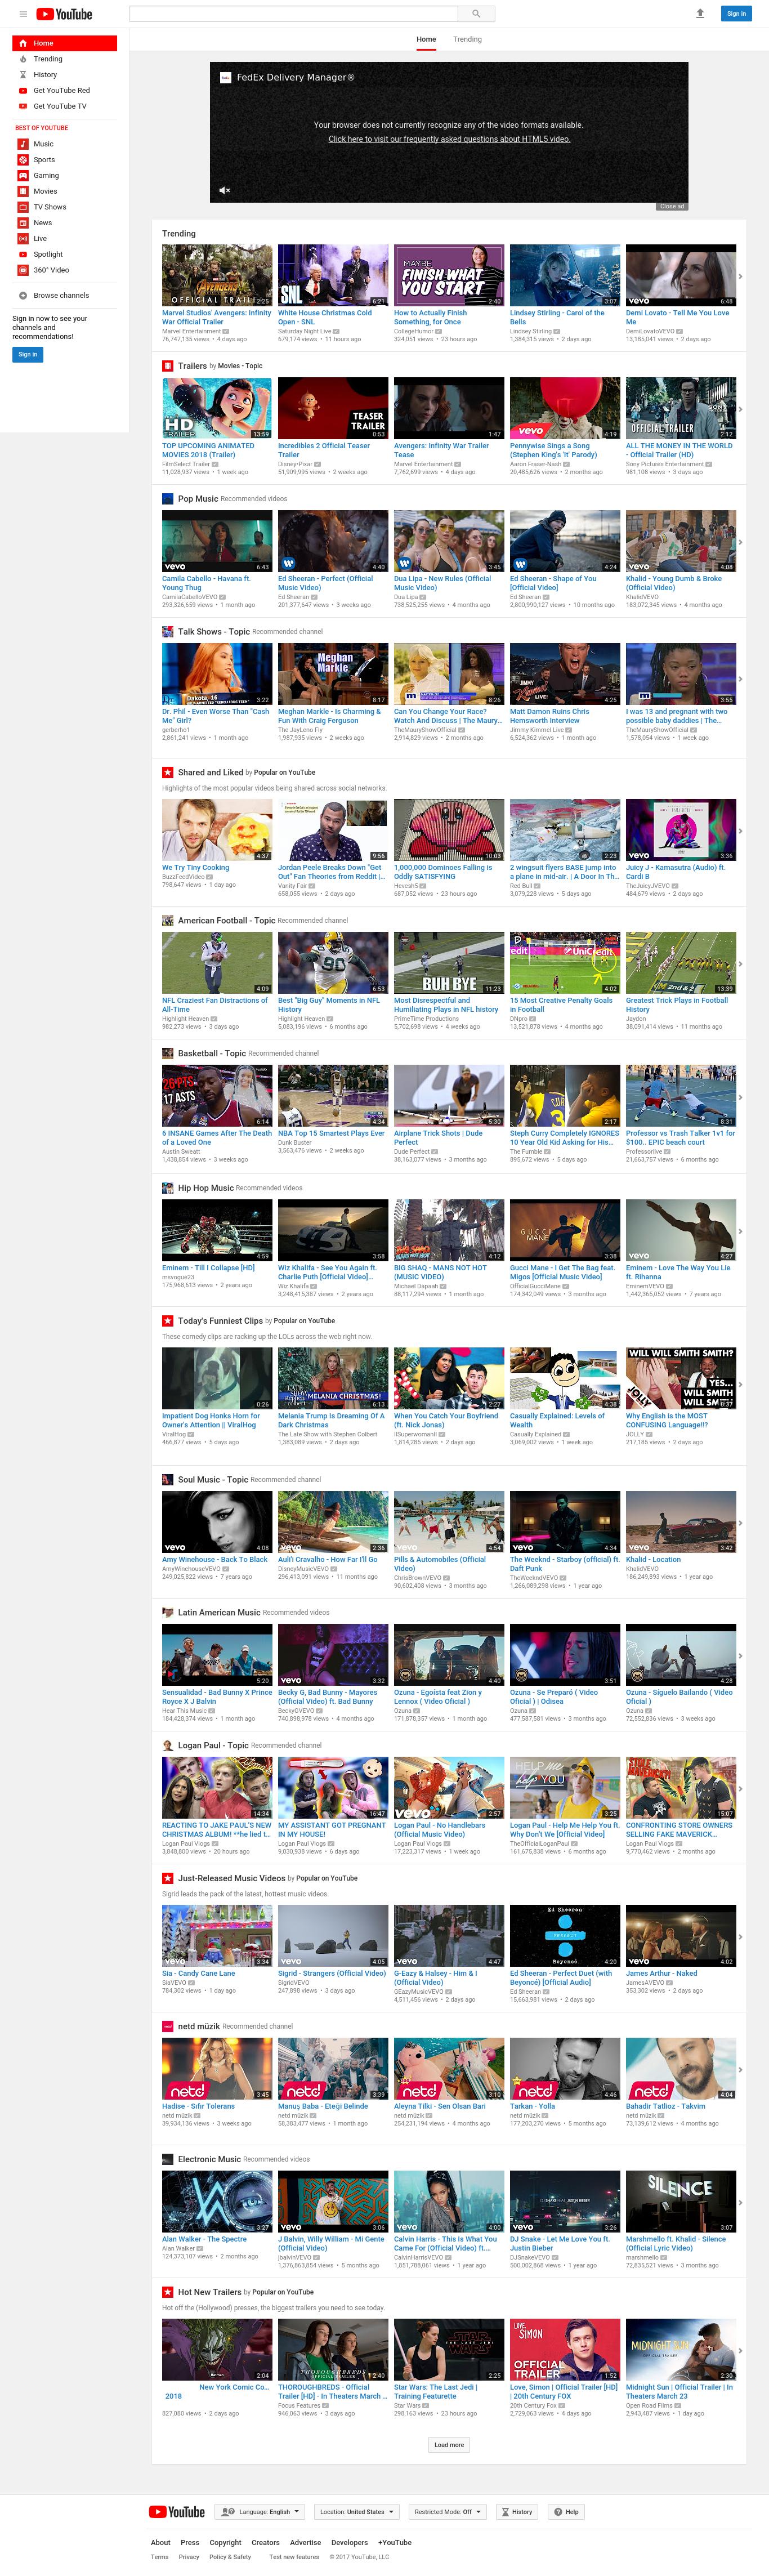 YouTube
Sign in
Home
Trending
Home
Trending
History
Get YouTube Red
Get YouTube TV
BEST OF YOUTUBE
Music
Sports
Gaming
Movies
TV Shows
News
Live
Spotlight
360° Video
Browse channels
Sign in now to see your
channels and
recommendations!
Sign in
FedEx Delivery Manager®
Your browser does not currently recognize any of the video formats available.
Click here to visit our frequently asked questions about HTML5 video.
Close ad
Trending
Marvel Studios' Avengers: Infinity War Official Trailer
Marvel Entertainment
76,747,135 views • 4 days ago
White House Christmas Cold Open - SNL
Saturday Night Live
679,174 views • 11 hours ago
How to Actually Finish Something, for Once
CollegeHumor
324,051 views • 23 hours ago
Lindsey Stirling - Carol of the Bells
Lindsey Stirling
1,384,315 views • 2 days ago
Demi Lovato - Tell Me You Love Me
DemiLovatoVEVO
13,185,041 views • 2 days ago
Trailers by Movies - Topic
TOP UPCOMING ANIMATED MOVIES 2018 (Trailer)
FilmSelect Trailer
11,028,937 views • 1 week ago
Incredibles 2 Official Teaser Trailer
Disney•Pixar
51,909,995 views • 2 weeks ago
Avengers: Infinity War Trailer Tease
Marvel Entertainment
7,762,699 views • 4 days ago
Pennywise Sings a Song (Stephen King's 'It' Parody)
Aaron Fraser-Nash
20,485,626 views • 2 months ago
ALL THE MONEY IN THE WORLD - Official Trailer (HD)
Sony Pictures Entertainment
981,108 views • 3 days ago
Pop Music Recommended videos
Camila Cabello - Havana ft. Young Thug
CamilaCabelloVEVO
293,326,659 views • 1 month ago
Ed Sheeran - Perfect (Official Music Video)
Ed Sheeran
201,377,647 views • 3 weeks ago
Dua Lipa - New Rules (Official Music Video)
Dua Lipa
738,525,255 views • 4 months ago
Ed Sheeran - Shape of You [Official Video]
Ed Sheeran
2,800,990,127 views • 10 months ago
Khalid - Young Dumb & Broke (Official Video)
KhalidVEVO
183,072,345 views • 4 months ago
Talk Shows - Topic Recommended channel
Dr. Phil - Even Worse Than "Cash Me" Girl?
gerberho1
2,861,241 views • 1 month ago
Meghan Markle - Is Charming & Fun With Craig Ferguson
The JayLeno Fly
1,987,935 views • 2 weeks ago
Can You Change Your Race? Watch And Discuss | The Maury...
TheMauryShowOfficial
2,914,829 views • 2 months ago
Matt Damon Ruins Chris Hemsworth Interview
Jimmy Kimmel Live
6,524,362 views • 1 month ago
I was 13 and pregnant with two possible baby daddies | The...
TheMauryShowOfficial
1,578,054 views • 1 week ago
Shared and Liked by Popular on YouTube
Highlights of the most popular videos being shared across social networks.
We Try Tiny Cooking
BuzzFeedVideo
798,647 views • 1 day ago
Jordan Peele Breaks Down "Get Out" Fan Theories from Reddit |...
Vanity Fair
658,055 views • 2 days ago
1,000,000 Dominoes Falling is Oddly SATISFYING
Hevesh5
687,052 views • 23 hours ago
2 wingsuit flyers BASE jump into a plane in mid-air. | A Door In Th...
Red Bull
3,079,228 views • 5 days ago
Juicy J - Kamasutra (Audio) ft. Cardi B
TheJuicyJVEVO
484,679 views • 2 days ago
American Football - Topic Recommended channel
NFL Craziest Fan Distractions of All-Time
Highlight Heaven
982,273 views • 3 days ago
Best "Big Guy" Moments in NFL History
Highlight Heaven
5,083,196 views • 6 months ago
Most Disrespectful and Humiliating Plays in NFL history
PrimeTime Productions
5,702,698 views • 4 weeks ago
15 Most Creative Penalty Goals in Football
DNpro
13,521,878 views • 4 months ago
Greatest Trick Plays in Football History
Jaydon
38,091,414 views • 11 months ago
Basketball - Topic Recommended channel
6 INSANE Games After The Death of a Loved One
Austin Sweatt
1,438,854 views • 3 weeks ago
NBA Top 15 Smartest Plays Ever
Dunk Buster
3,563,476 views • 2 weeks ago
Airplane Trick Shots | Dude Perfect
Dude Perfect
38,163,077 views • 3 months ago
Steph Curry Completely IGNORES 10 Year Old Kid Asking for His...
The Fumble
895,672 views • 5 days ago
Professor vs Trash Talker 1v1 for $100.. EPIC beach court
Professorlive
21,663,757 views • 6 months ago
Hip Hop Music Recommended videos
Eminem - Till I Collapse [HD]
msvogue23
175,968,613 views • 2 years ago
Wiz Khalifa - See You Again ft. Charlie Puth [Official Video]...
Wiz Khalifa
3,248,415,387 views • 2 years ago
BIG SHAQ - MANS NOT HOT (MUSIC VIDEO)
Michael Dapaah
88,117,294 views • 1 month ago
Gucci Mane - I Get The Bag feat. Migos [Official Music Video]
OfficialGucciMane
174,342,049 views • 3 months ago
Eminem - Love The Way You Lie ft. Rihanna
EminemVEVO
1,442,365,052 views • 7 years ago
Today's Funniest Clips by Popular on YouTube
These comedy clips are racking up the LOLs across the web right now.
Impatient Dog Honks Horn for Owner's Attention || ViralHog
ViralHog
466,877 views • 5 days ago
Melania Trump Is Dreaming Of A Dark Christmas
The Late Show with Stephen Colbert
1,383,089 views • 2 days ago
When You Catch Your Boyfriend (ft. Nick Jonas)
IISuperwomanII
1,814,285 views • 2 days ago
Casually Explained: Levels of Wealth
Casually Explained
3,069,002 views • 1 week ago
Why English is the MOST CONFUSING Language!!?
JOLLY
217,185 views • 2 days ago
Soul Music - Topic Recommended channel
Amy Winehouse - Back To Black
AmyWinehouseVEVO
249,025,822 views • 7 years ago
Auli'i Cravalho - How Far I'll Go
DisneyMusicVEVO
296,413,091 views • 11 months ago
Pills & Automobiles (Official Video)
ChrisBrownVEVO
90,602,408 views • 3 months ago
The Weeknd - Starboy (official) ft. Daft Punk
TheWeekndVEVO
1,266,089,298 views • 1 year ago
Khalid - Location
KhalidVEVO
186,249,893 views • 1 year ago
Latin American Music Recommended videos
Sensualidad - Bad Bunny X Prince Royce X J Balvin
Hear This Music
184,428,374 views • 1 month ago
Becky G, Bad Bunny - Mayores (Official Video) ft. Bad Bunny
BeckyGVEVO
740,898,978 views • 4 months ago
Ozuna - Egoista feat Zion y Lennox ( Video Oficial )
Ozuna
171,878,357 views • 1 month ago
Ozuna - Se Preparó ( Video Oficial ) | Odisea
Ozuna
477,587,581 views • 3 months ago
Ozuna - Síguelo Bailando ( Video Oficial )
Ozuna
72,552,836 views • 3 weeks ago
Logan Paul - Topic Recommended channel
REACTING TO JAKE PAUL'S NEW CHRISTMAS ALBUM! **he lied t...
Logan Paul Vlogs
3,848,800 views • 20 hours ago
MY ASSISTANT GOT PREGNANT IN MY HOUSE!
Logan Paul Vlogs
9,030,938 views • 6 days ago
Logan Paul - No Handlebars (Official Music Video)
Logan Paul Vlogs
17,223,317 views • 1 week ago
Logan Paul - Help Me Help You ft. Why Don't We [Official Video]
TheOfficialLoganPaul
161,675,838 views • 6 months ago
CONFRONTING STORE OWNERS SELLING FAKE MAVERICK...
Logan Paul Vlogs
9,770,462 views • 2 months ago
Just-Released Music Videos by Popular on YouTube
Sigrid leads the pack of the latest, hottest music videos.
Sia - Candy Cane Lane
SiaVEVO
784,302 views • 1 day ago
Sigrid - Strangers (Official Video)
SigridVEVO
247,898 views • 3 days ago
G-Eazy & Halsey - Him & I (Official Video)
GEazyMusicVEVO
4,511,456 views • 2 days ago
Ed Sheeran - Perfect Duet (with Beyoncé) [Official Audio]
Ed Sheeran
15,663,981 views • 2 days ago
James Arthur - Naked
JamesAVEVO
353,302 views • 2 days ago
netd müzik Recommended channel
Hadise - Sıfır Tolerans
netd müzik
39,934,136 views • 3 weeks ago
Manuş Baba - Eteği Belinde
netd müzik
58,383,477 views • 1 month ago
Aleyna Tilki - Sen Olsan Bari
netd müzik
254,231,194 views • 4 months ago
Tarkan - Yolla
netd müzik
177,203,270 views • 5 months ago
Bahadir Tatlioz - Takvim
netd müzik
73,139,612 views • 4 months ago
Electronic Music Recommended videos
Alan Walker - The Spectre
Alan Walker
124,373,107 views • 2 months ago
J Balvin, Willy William - Mi Gente (Official Video)
jbalvinVEVO
1,376,863,854 views • 5 months ago
Calvin Harris - This Is What You Came For (Official Video) ft....
CalvinHarrisVEVO
1,851,788,061 views • 1 year ago
DJ Snake - Let Me Love You ft. Justin Bieber
DJSnakeVEVO
500,002,868 views • 1 year ago
Marshmello ft. Khalid - Silence (Official Lyric Video)
marshmello
72,835,521 views • 3 months ago
Hot New Trailers by Popular on YouTube
Hot off the (Hollywood) presses, the biggest trailers you need to see today.
New York Comic Co... 2018
827,080 views • 2 days ago
THOROUGHBREDS - Official Trailer [HD] - In Theaters March ...
Focus Features
946,063 views • 3 days ago
Star Wars: The Last Jedi | Training Featurette
Star Wars
298,163 views • 23 hours ago
Love, Simon | Official Trailer [HD] | 20th Century FOX
20th Century Fox
2,729,063 views • 4 days ago
Midnight Sun | Official Trailer | In Theaters March 23
Open Road Films
2,943,487 views • 1 day ago
Load more
YouTube
Language: English
Location: United States
Restricted Mode: Off
History
Help
About Press Copyright Creators Advertise Developers +YouTube
Terms Privacy Policy & Safety Test new features © 2017 YouTube, LLC